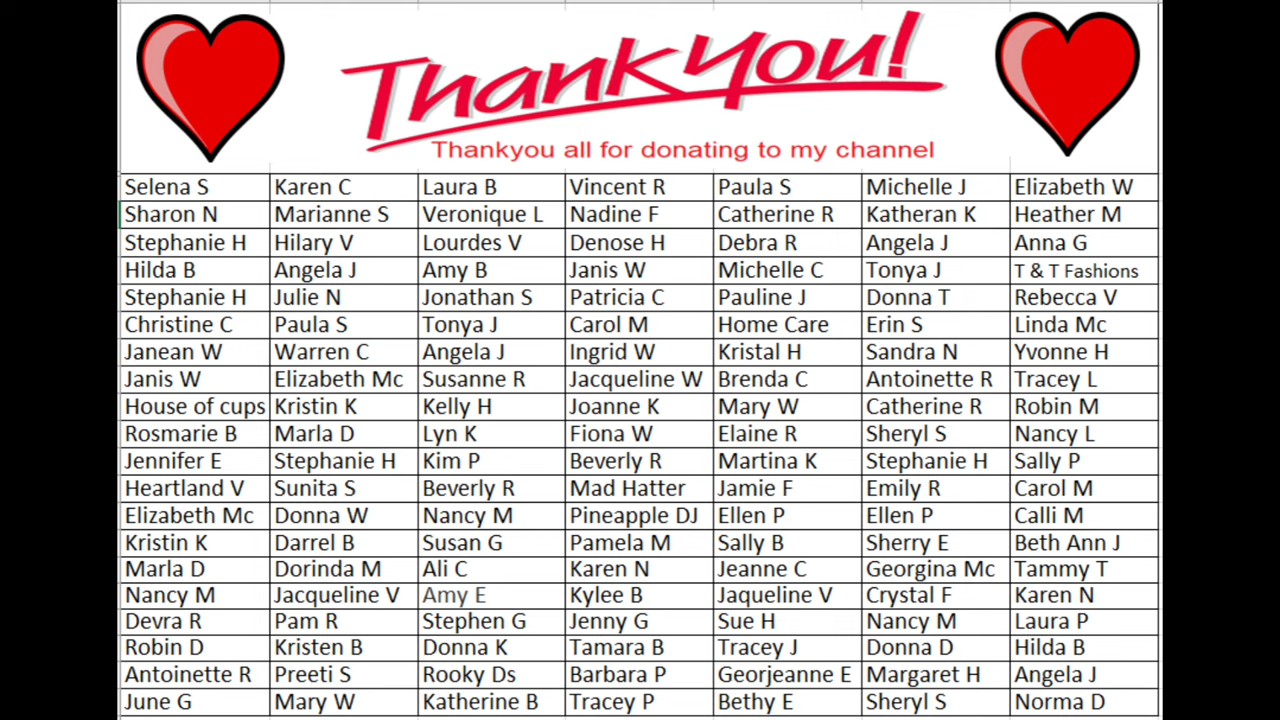 Thank you!
Thankyou all for donating to my channel
Selena S Karen C Laura B Vincent R Paula S Michelle J Elizabeth W
Sharon N Marianne S Veronique L Nadine F Catherine R Katheran K Heather M
Stephanie H Hilary V Lourdes V Denose H Debra R Angela J Anna G
Hilda B Angela J Amy B Janis W Michelle C Tonya J T & T Fashions
Stephanie H Julie N Jonathan S Patricia C Pauline J Donna T Rebecca V
Christine C Paula S Tonya J Carol M Home Care Erin S Linda Mc
Janean W Warren C Angela J Ingrid W Kristal H Sandra N Yvonne H
Janis W Elizabeth Mc Susanne R Jacqueline W Brenda C Antoinette R Tracey L
House of cups Kristin K Kelly H Joanne K Mary W Catherine R Robin M
Rosmarie B Marla D Lyn K Fiona W Elaine R Sheryl S Nancy L
Jennifer E Stephanie H Kim P Beverly R Martina K Stephanie H Sally P
Heartland V Sunita S Beverly R Mad Hatter Jamie F Emily R Carol M
Elizabeth Mc Donna W Nancy M Pineapple DJ Ellen P Ellen P Calli M
Kristin K Darrel B Susan G Pamela M Sally B Sherry E Beth Ann J
Marla D Dorinda M Ali C Karen N Jeanne C Georgina Mc Tammy T
Nancy M Jacqueline V Amy E Kylee B Jaqueline V Crystal F Karen N
Devra R Pam R Stephen G Jenny G Sue H Nancy M Laura P
Robin D Kristen B Donna K Tamara B Tracey J Donna D Hilda B
Antoinette R Preeti S Rooky Ds Barbara P Georjeanne E Margaret H Angela J
June G Mary W Katherine B Tracey P Bethy E Sheryl S Norma D